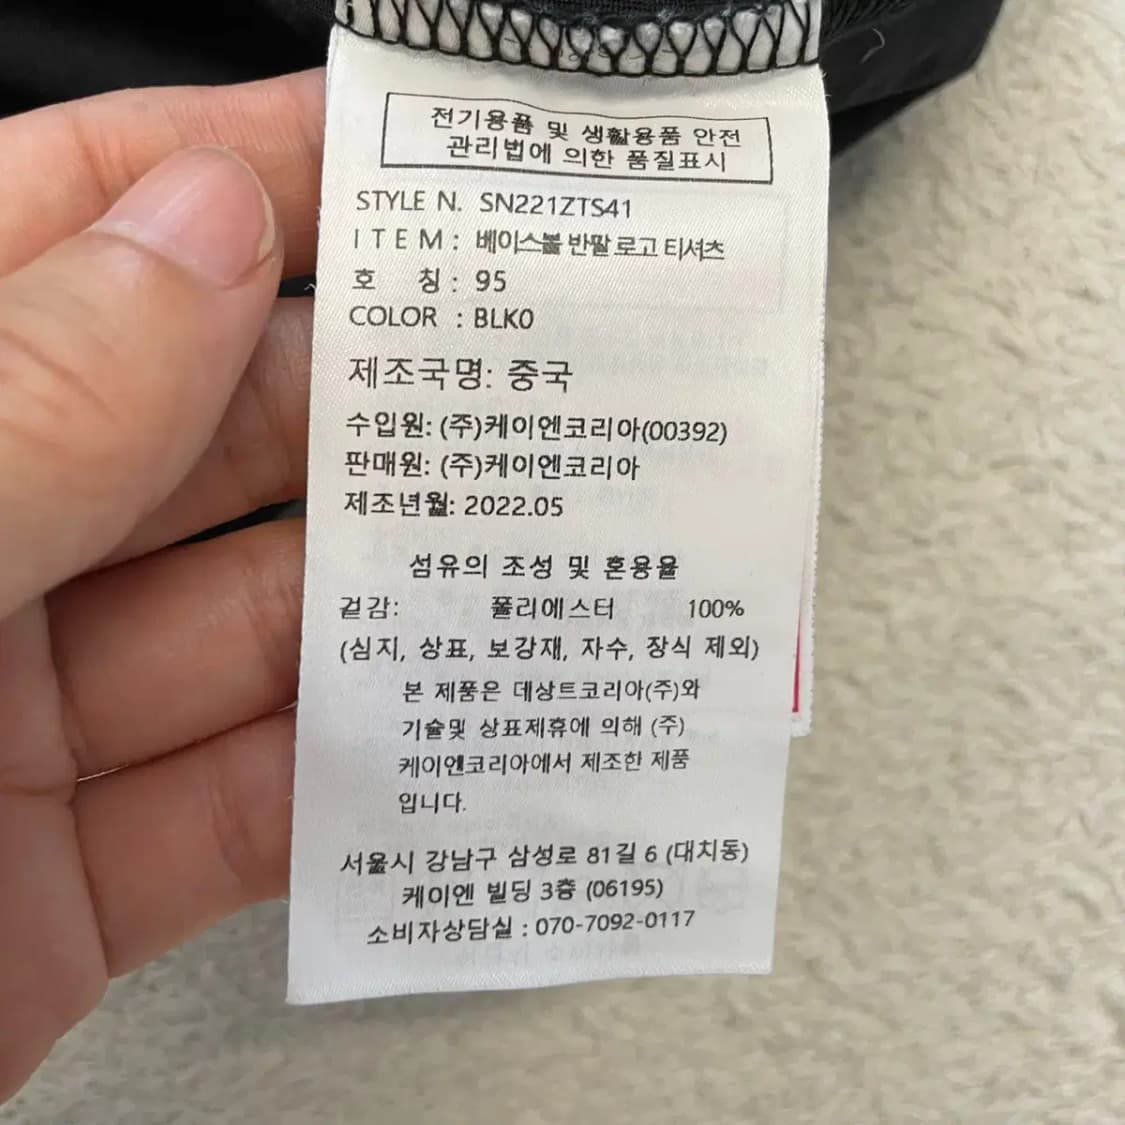 전기용품 및 생활용품 안전
관리법에 의한 품질표시
STYLE N. SN221ZTS41
ITEM : 베이스볼 반팔 로고 티셔츠
호 칭 : 95
COLOR : BLK0
제조국명: 중국
수입원: (주)케이엔코리아(00392)
판매원: (주)케이엔코리아
제조년월: 2022.05
섬유의 조성 및 혼용율
겉감: 폴리에스터 100%
(심지, 상표, 보강재, 자수, 장식 제외)
본 제품은 데상트코리아(주)와
기술및 상표제휴에 의해 (주)
케이엔코리아에서 제조한 제품
입니다.
서울시 강남구 삼성로 81길 6 (대치동)
케이엔 빌딩 3층 (06195)
소비자상담실 : 070-7092-0117